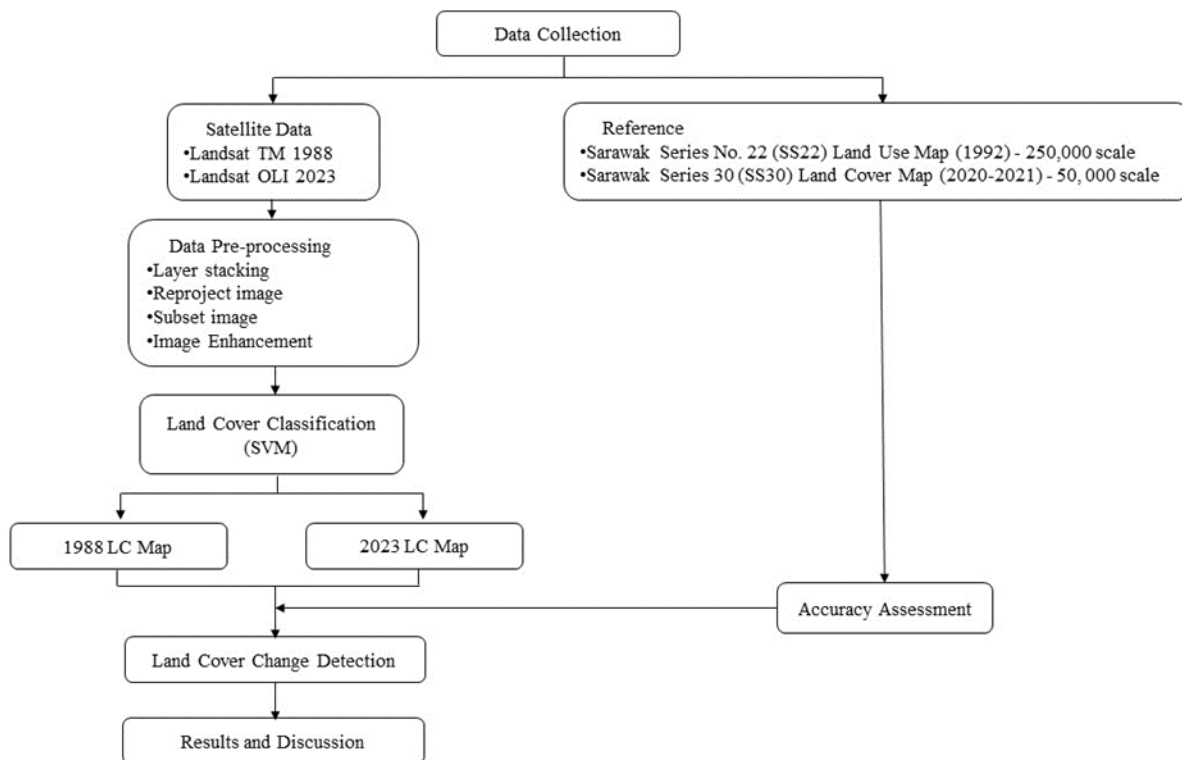 Data Collection
Satellite Data
•Landsat TM 1988
•Landsat OLI 2023
Reference
•Sarawak Series No. 22 (SS22) Land Use Map (1992) - 250,000 scale
•Sarawak Series 30 (SS30) Land Cover Map (2020-2021) - 50, 000 scale
Data Pre-processing
•Layer stacking
•Reproject image
•Subset image
•Image Enhancement
Land Cover Classification
(SVM)
1988 LC Map
2023 LC Map
Accuracy Assessment
Land Cover Change Detection
Results and Discussion